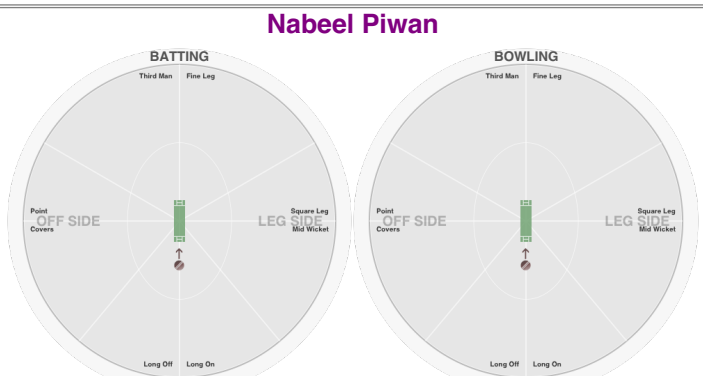 Nabeel Piwan
BATTING
Third Man Fine Leg
Point
OFF SIDE
Covers
Square Leg
LEG SIDE
Mid Wicket
Long Off Long On
BOWLING
Third Man Fine Leg
Point
OFF SIDE
Covers
Square Leg
LEG SIDE
Mid Wicket
Long Off Long On